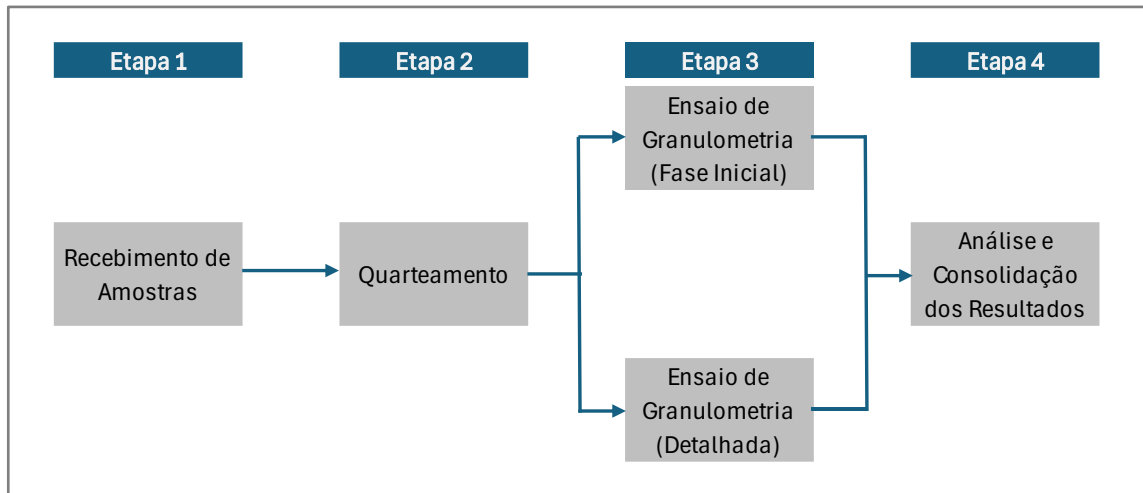 Etapa 1
Etapa 2
Etapa 3
Etapa 4
Recebimento de
Amostras
Quarteamento
Ensaio de
Granulometria
(Fase Inicial)
Ensaio de
Granulometria
(Detalhada)
Análise e
Consolidação
dos Resultados